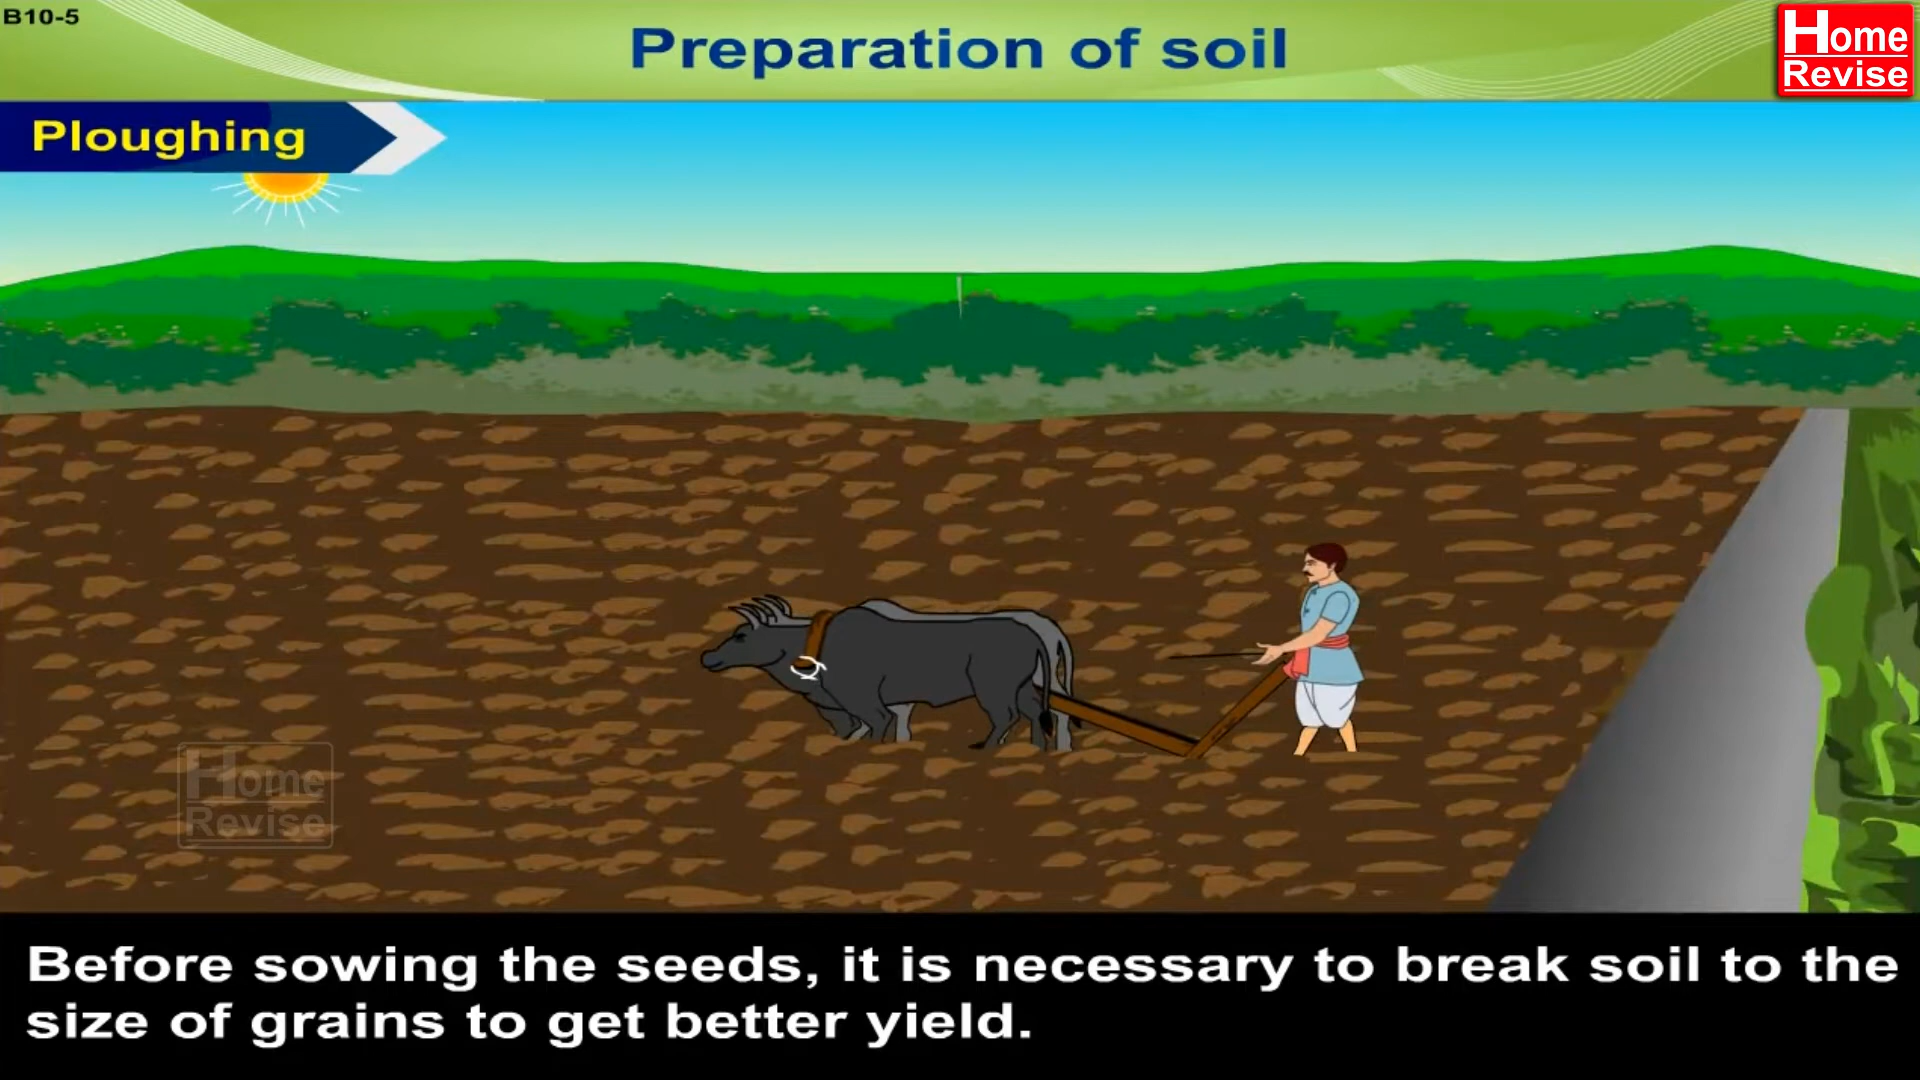 B10-5
Preparation of soil
Home
Revise
Ploughing
Home
Revise
Before sowing the seeds, it is necessary to break soil to the
size of grains to get better yield.